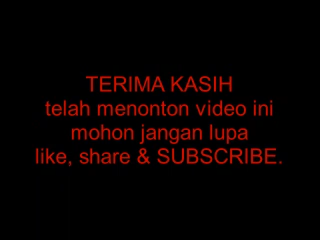 TERIMA KASIH
telah menonton video ini
mohon jangan lupa
like, share & SUBSCRIBE.